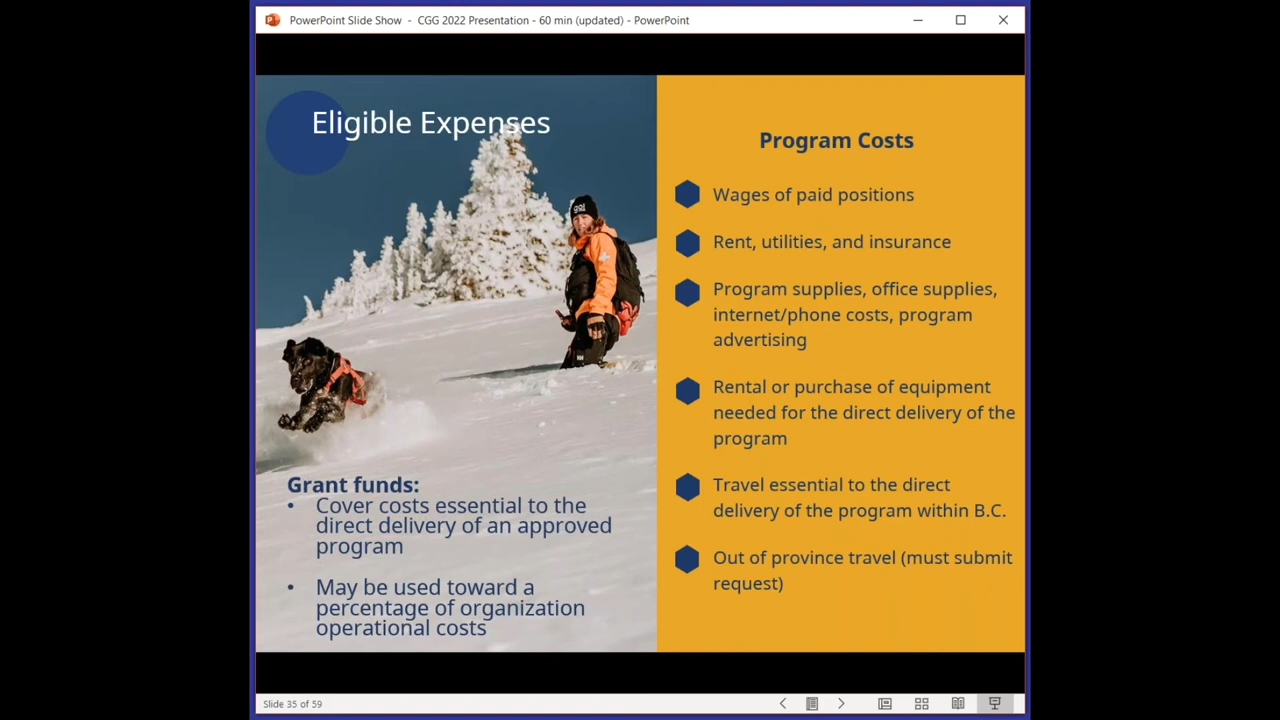 PowerPoint Slide Show - CGG 2022 Presentation - 60 min (updated) - PowerPoint
Eligible Expenses
Grant funds:
• Cover costs essential to the
direct delivery of an approved
program
• May be used toward a
percentage of organization
operational costs
Program Costs
Wages of paid positions
Rent, utilities, and insurance
Program supplies, office supplies,
internet/phone costs, program
advertising
Rental or purchase of equipment
needed for the direct delivery of the
program
Travel essential to the direct
delivery of the program within B.C.
Out of province travel (must submit
request)
Slide 35 of 59